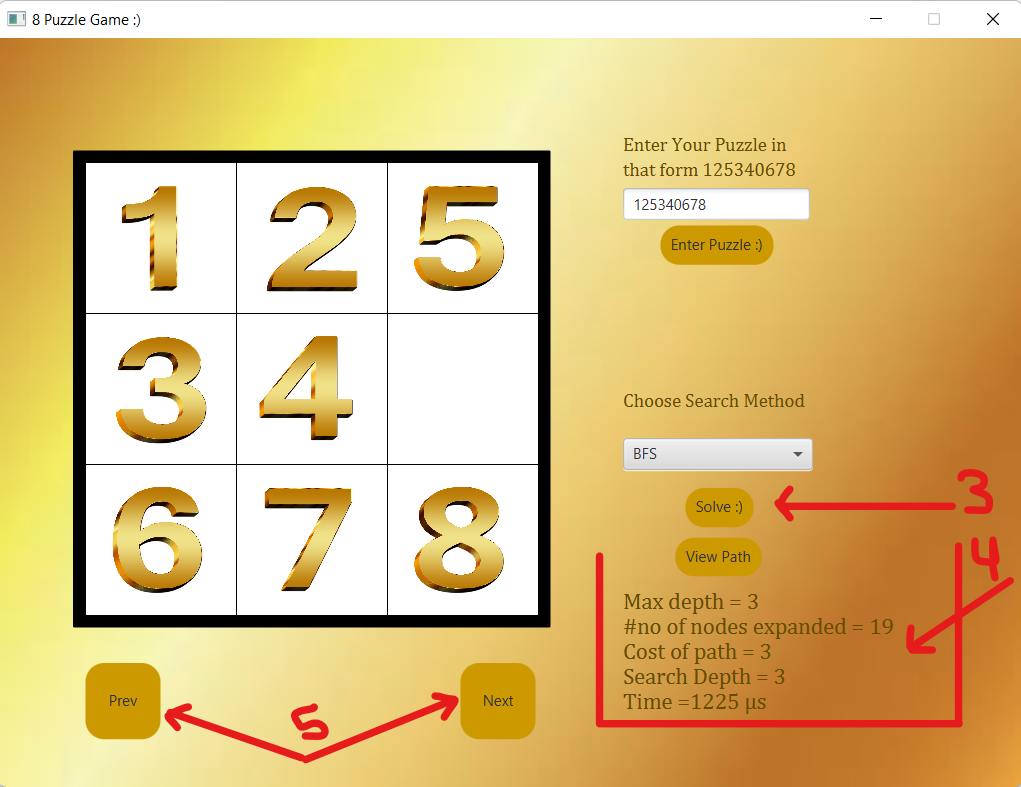 8 Puzzle Game :)
Enter Your Puzzle in
that form 125340678
125340678
Enter Puzzle :)
1 2 5
3 4
6 7 8
Choose Search Method
BFS
Solve :)
3
View Path
4
Max depth = 3
#no of nodes expanded = 19
Cost of path = 3
Search Depth = 3
Time =1225 µs
Prev
5
Next